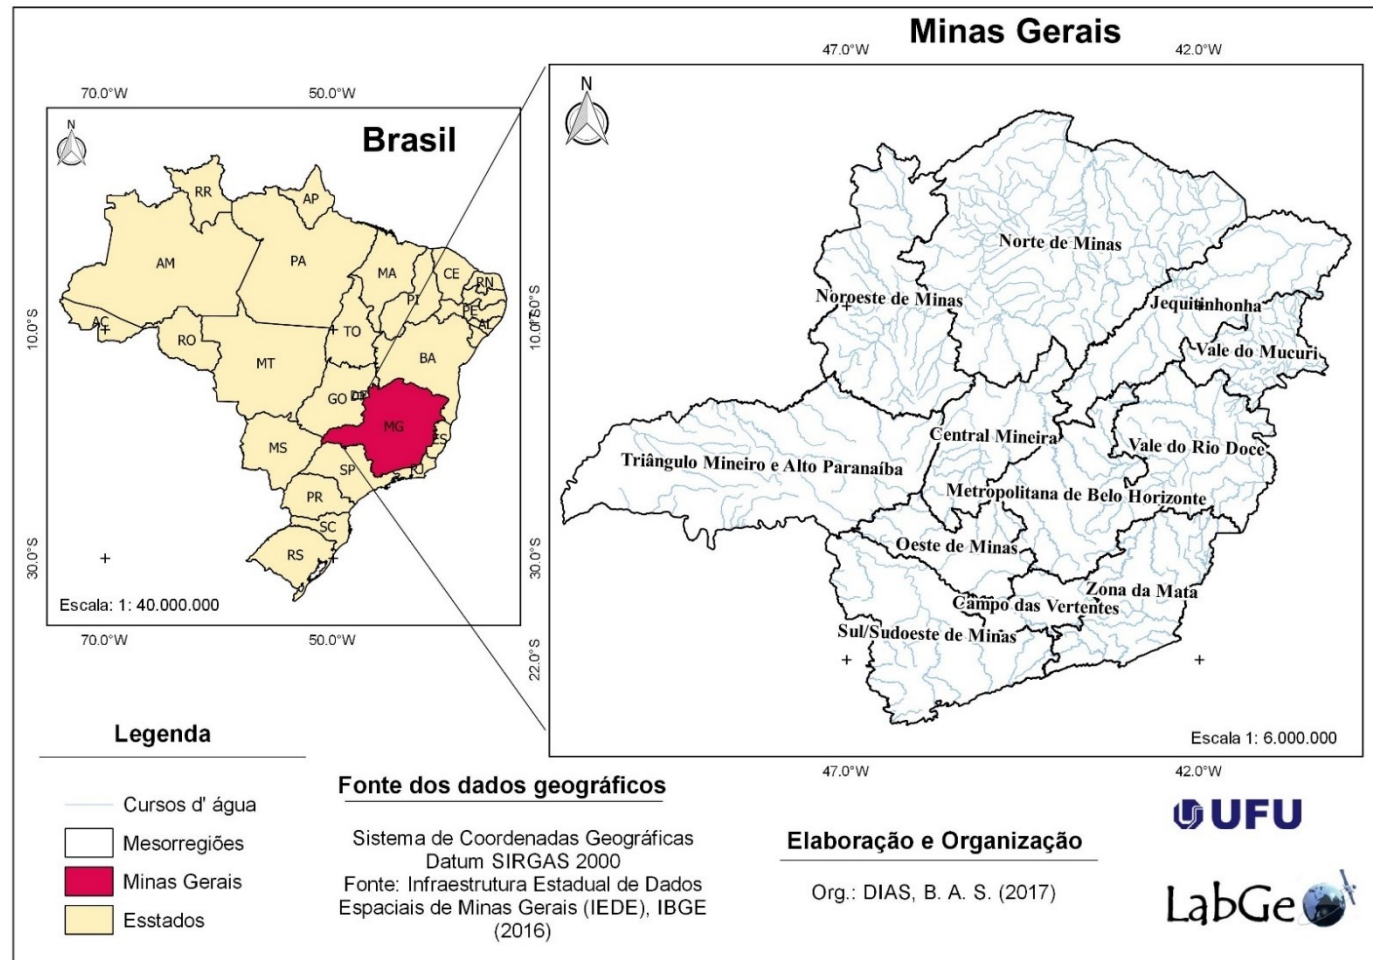 Minas Gerais
47.0°W
42.0°W
70.0°W
50.0°W
N
Brasil
N
RR
AP
AM
PA
MA
CE
RN
PI
PE
AL
AC
TO
RO
MT
BA
GO
MG
ES
MS
SP
RJ
PR
SC
RS
10.0°S
10.0°S
30.0°S
30.0°S
22.0°S
Escala: 1: 40.000.000
70.0°W
50.0°W
Norte de Minas
Noroeste de Minas
Jequitinhonha
Vale do Mucuri
Central Mineira
Vale do Rio Doce
Triângulo Mineiro e Alto Paranaíba
Metropolitana de Belo Horizonte
Oeste de Minas
Zona da Mata
Campo das Vertentes
Sul/Sudoeste de Minas
Escala 1: 6.000.000
47.0°W
42.0°W
Legenda
Cursos d' água
Mesorregiões
Minas Gerais
Esstados
Fonte dos dados geográficos
Sistema de Coordenadas Geográficas
Datum SIRGAS 2000
Fonte: Infraestrutura Estadual de Dados
Espaciais de Minas Gerais (IEDE), IBGE
(2016)
Elaboração e Organização
Org.: DIAS, B. A. S. (2017)
UFU
LabGeo